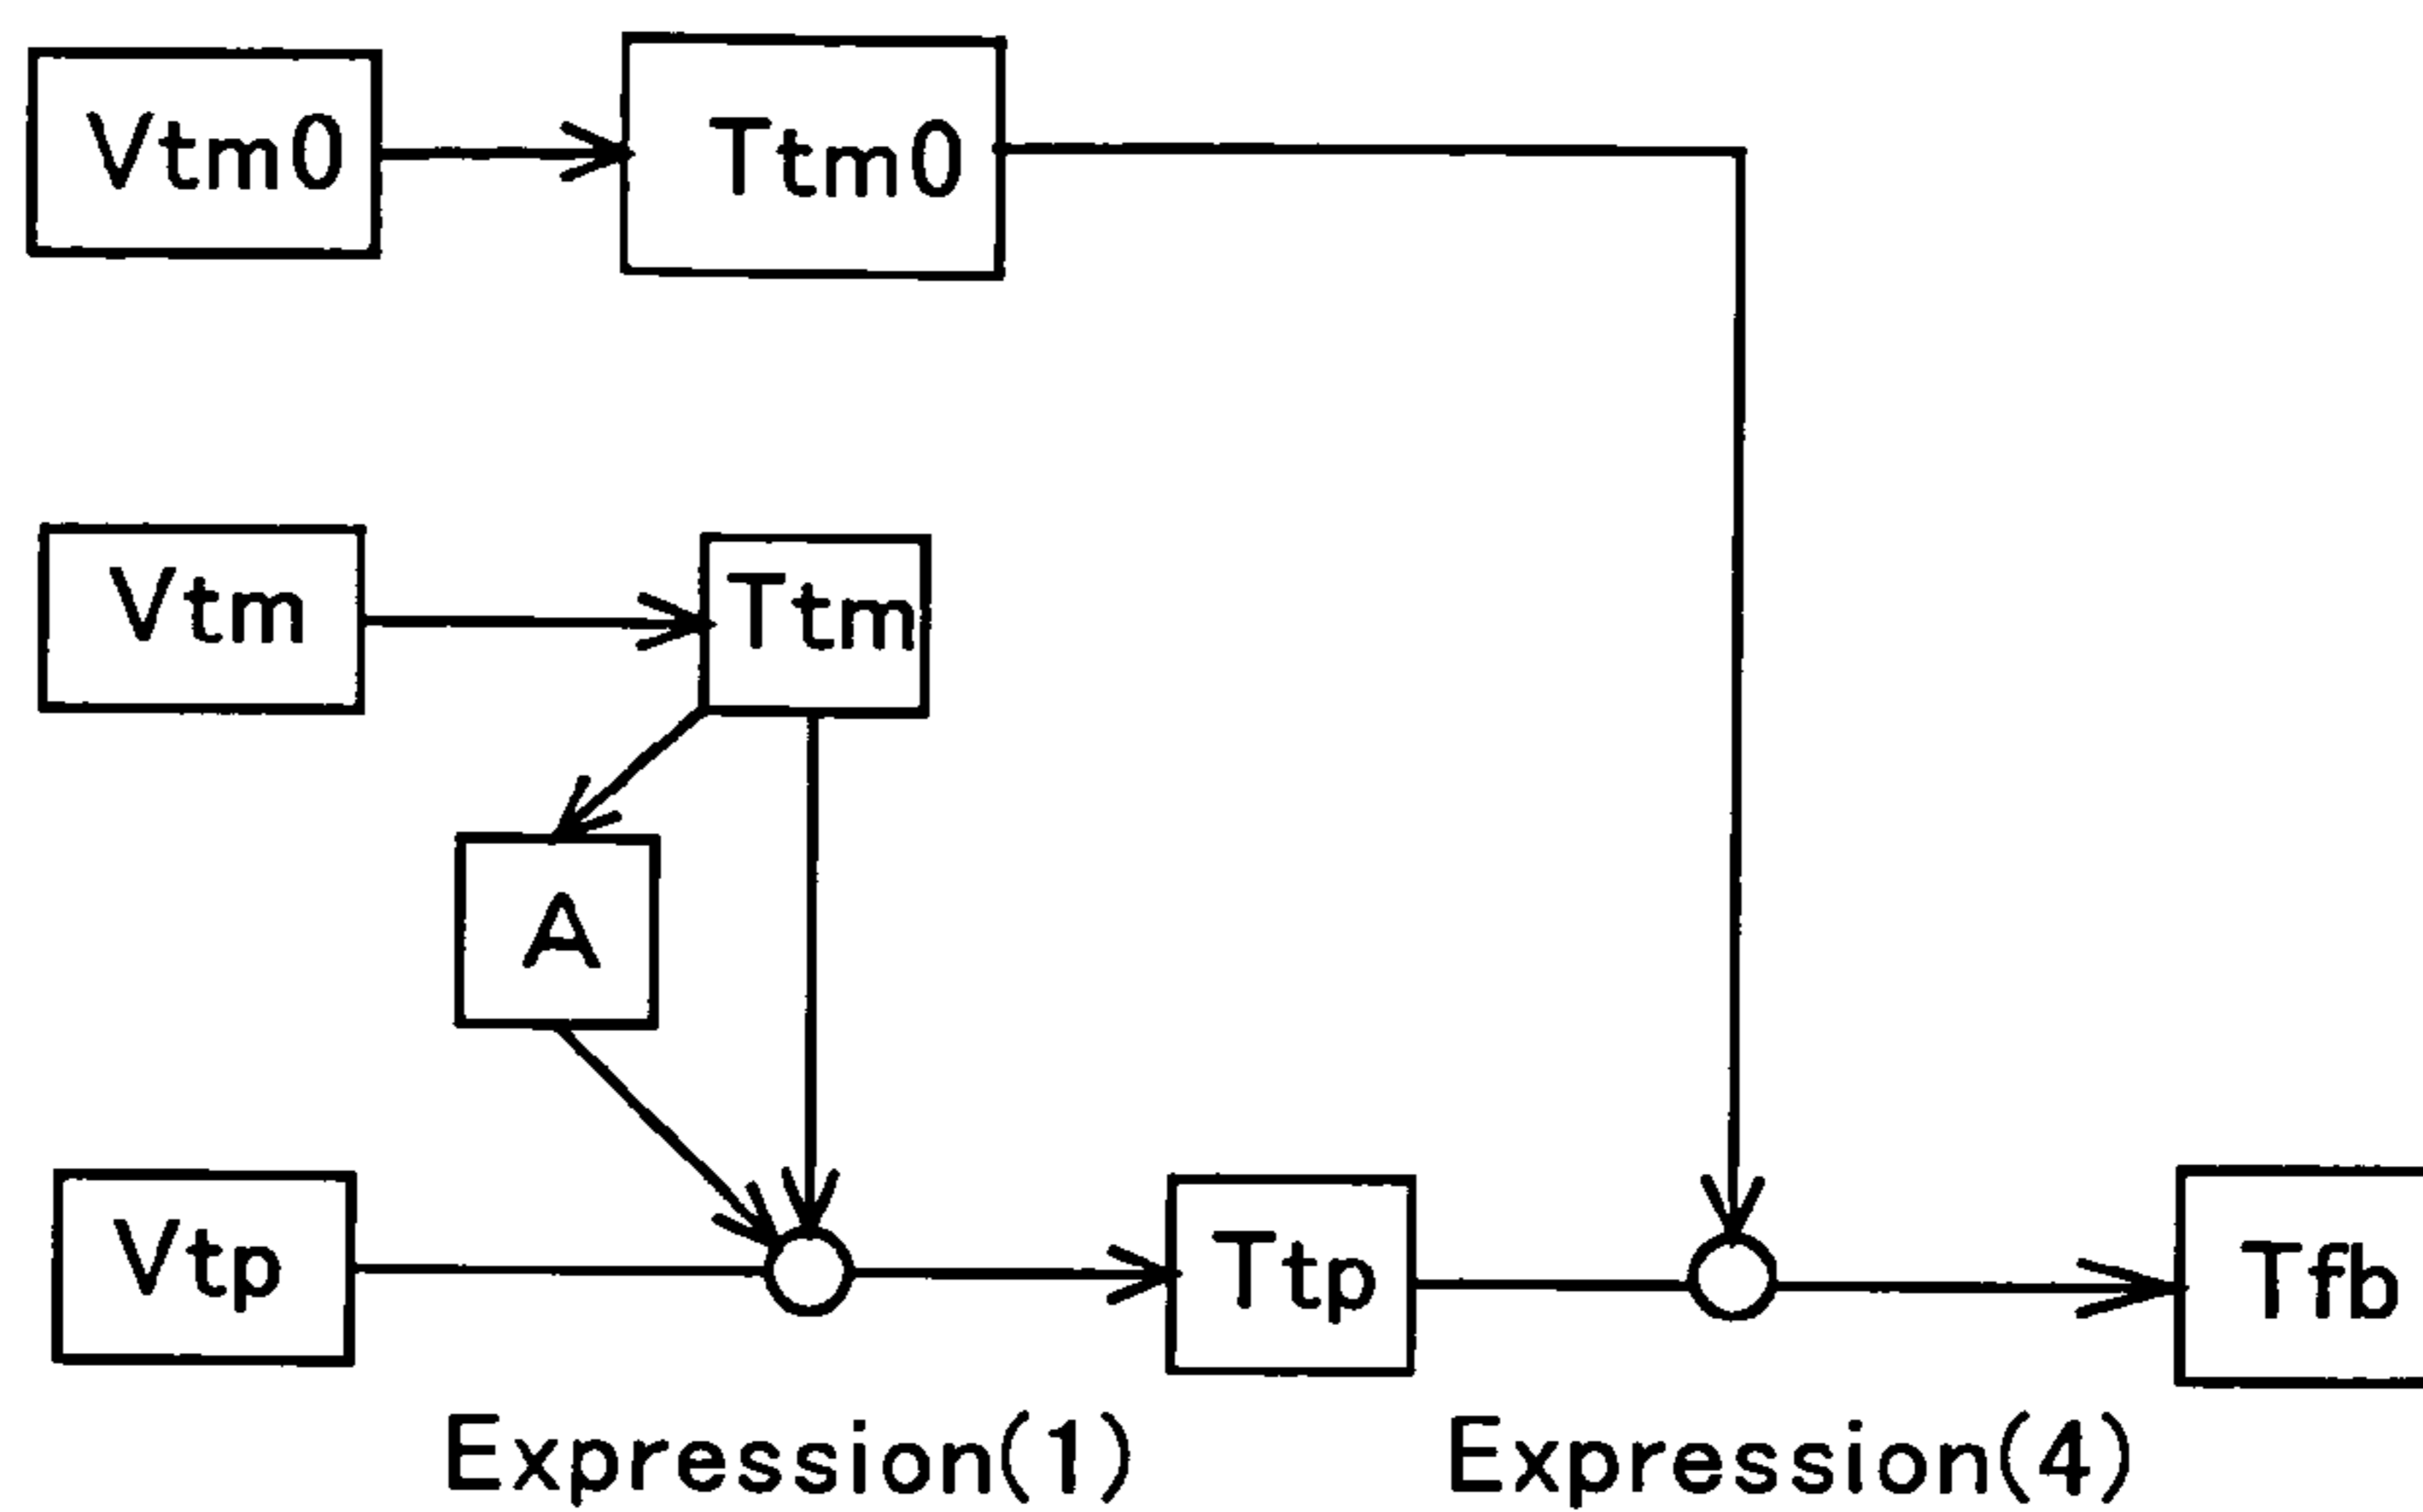 Vtm0
Ttm0
Vtm
Ttm
A
Vtp
Ttp
Tfb
Expression(1)
Expression(4)